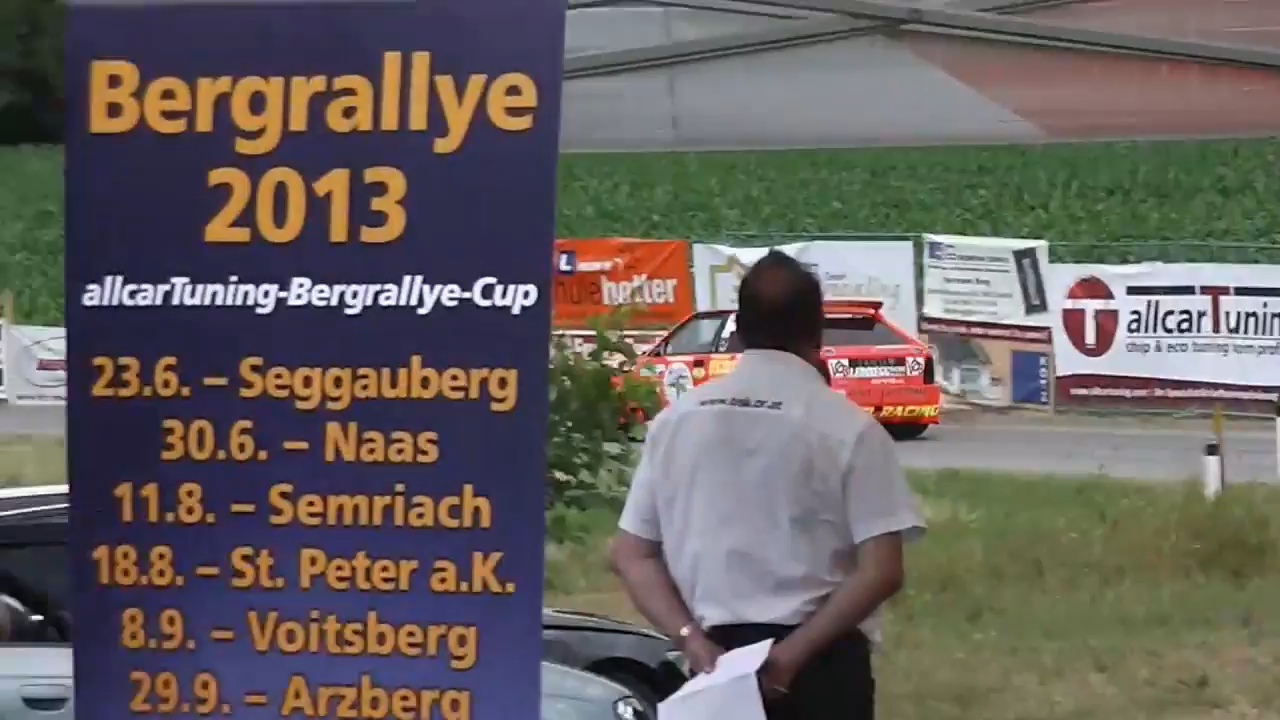 Bergrallye
2013
allcarTuning-Bergrallye-Cup
23.6. – Seggauberg
30.6. – Naas
11.8. – Semriach
18.8. – St. Peter a.K.
8.9. – Voitsberg
29.9. – Arzberg
allcarTunin
chip & eco tuning vom
RACING